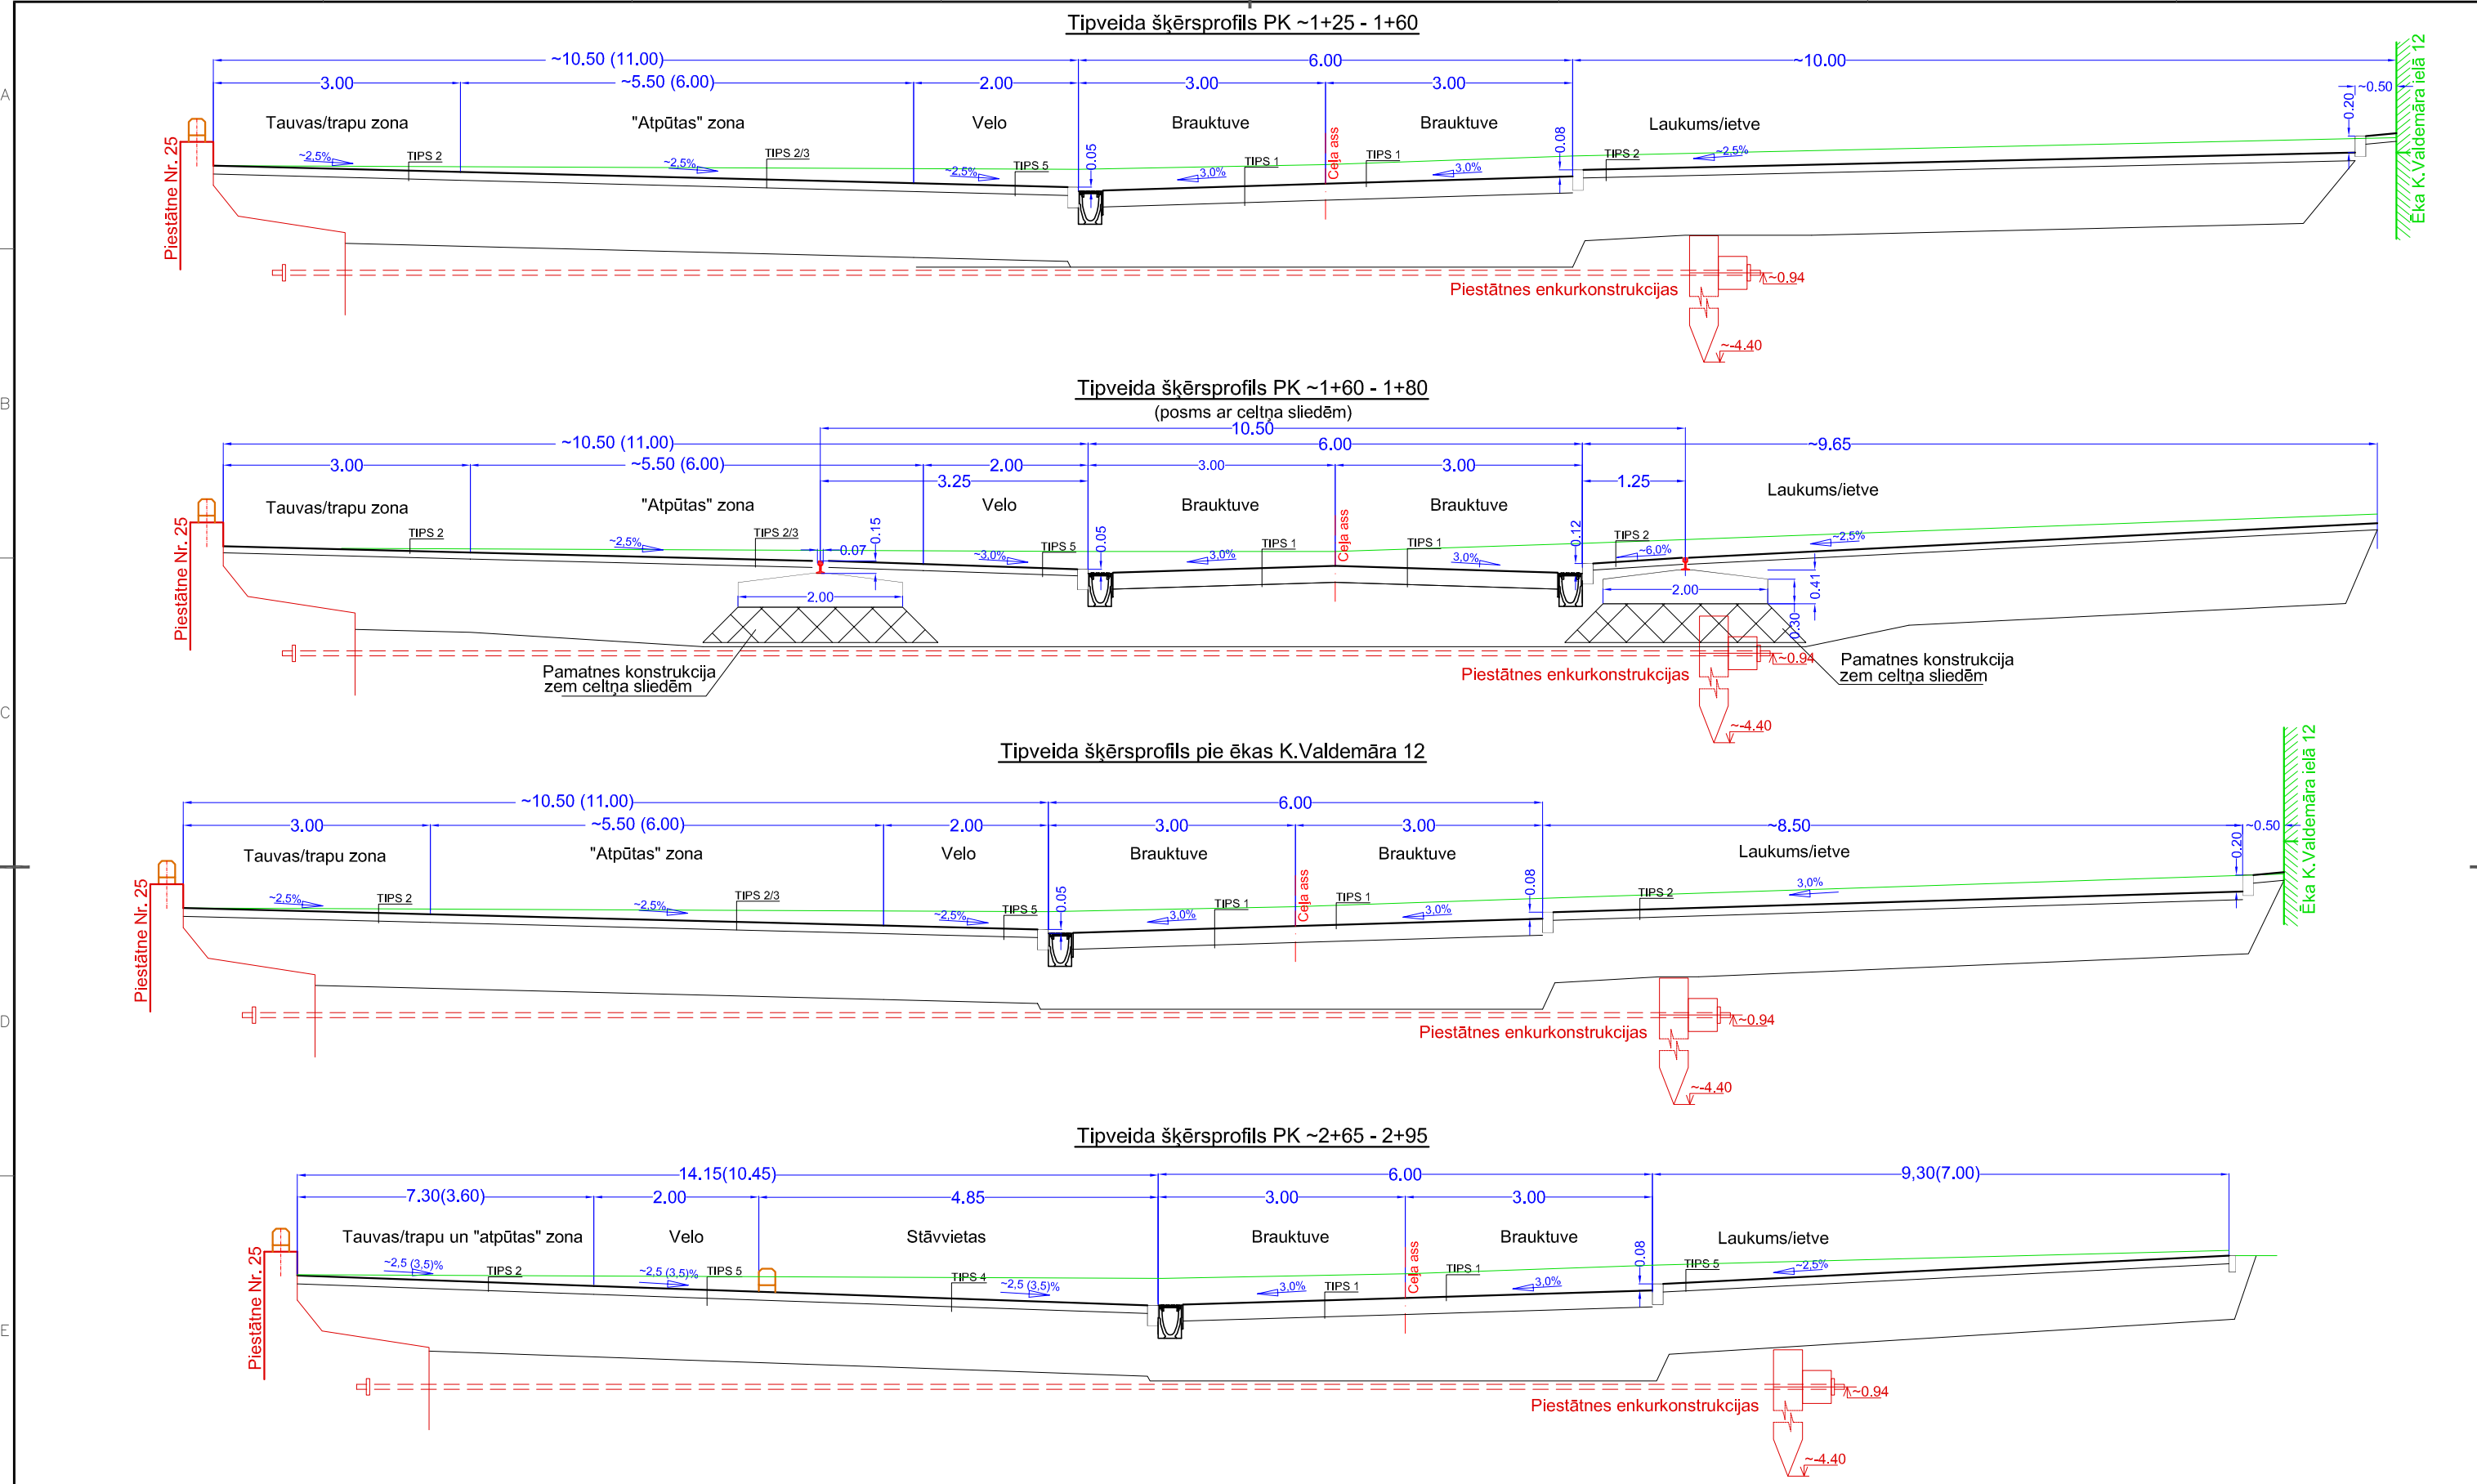 Tipveida šķērsprofils PK ~1+25 - 1+60
~10.50 (11.00) 6.00 ~10.00
3.00 ~5.50 (6.00) 2.00 3.00 3.00 0.20 ~0.50
Tauvas/trapu zona "Atpūtas" zona Velo Brauktuve Brauktuve Laukums/ietve
Piestātne Nr. 25
~2,5% TIPS 2 ~2,5% TIPS 2/3 ~2,5% TIPS 5 0.05 3,0% TIPS 1 Ceļa ass TIPS 1 3,0% 0.08 TIPS 2 ~2,5%
Ēka K.Valdemāra ielā 12
Piestātnes enkurkonstrukcijas ~0.94
~-4.40
Tipveida šķērsprofils PK ~1+60 - 1+80
(posms ar celtņa sliedēm)
10.50
~10.50 (11.00) 6.00 ~9.65
3.00 ~5.50 (6.00) 2.00 3.00 3.00
3.25 1.25
Tauvas/trapu zona "Atpūtas" zona Velo Brauktuve Brauktuve Laukums/ietve
Piestātne Nr. 25
TIPS 2 ~2,5% TIPS 2/3 0.07 0.15 ~3,0% TIPS 5 0.05 3,0% TIPS 1 Ceļa ass TIPS 1 3,0% 0.12 TIPS 2 ~6,0% ~2,5%
2.00 2.00 0.41
0.30
Pamatnes konstrukcija
zem celtņa sliedēm
Piestātnes enkurkonstrukcijas ~0.94
Pamatnes konstrukcija
zem celtņa sliedēm
~-4.40
Tipveida šķērsprofils pie ēkas K.Valdemāra 12
~10.50 (11.00) 6.00
3.00 ~5.50 (6.00) 2.00 3.00 3.00 ~8.50 0.20 ~0.50
Tauvas/trapu zona "Atpūtas" zona Velo Brauktuve Brauktuve Laukums/ietve
Piestātne Nr. 25
~2,5% TIPS 2 ~2,5% TIPS 2/3 ~2,5% TIPS 5 0.05 3,0% TIPS 1 Ceļa ass TIPS 1 3,0% 0.08 TIPS 2 3,0%
Ēka K.Valdemāra ielā 12
Piestātnes enkurkonstrukcijas ~0.94
~-4.40
Tipveida šķērsprofils PK ~2+65 - 2+95
14.15(10.45) 6.00 9,30(7.00)
7.30(3.60) 2.00 4.85 3.00 3.00
Tauvas/trapu un "atpūtas" zona Velo Stāvvietas Brauktuve Brauktuve Laukums/ietve
Piestātne Nr. 25
~2,5 (3,5)% TIPS 2 ~2,5 (3,5)% TIPS 5 TIPS 4 ~2,5 (3,5)% 3,0% TIPS 1 Ceļa ass TIPS 1 3,0% 0.08 TIPS 5 ~2,5%
Piestātnes enkurkonstrukcijas ~0.94
~-4.40
A
B
C
D
E